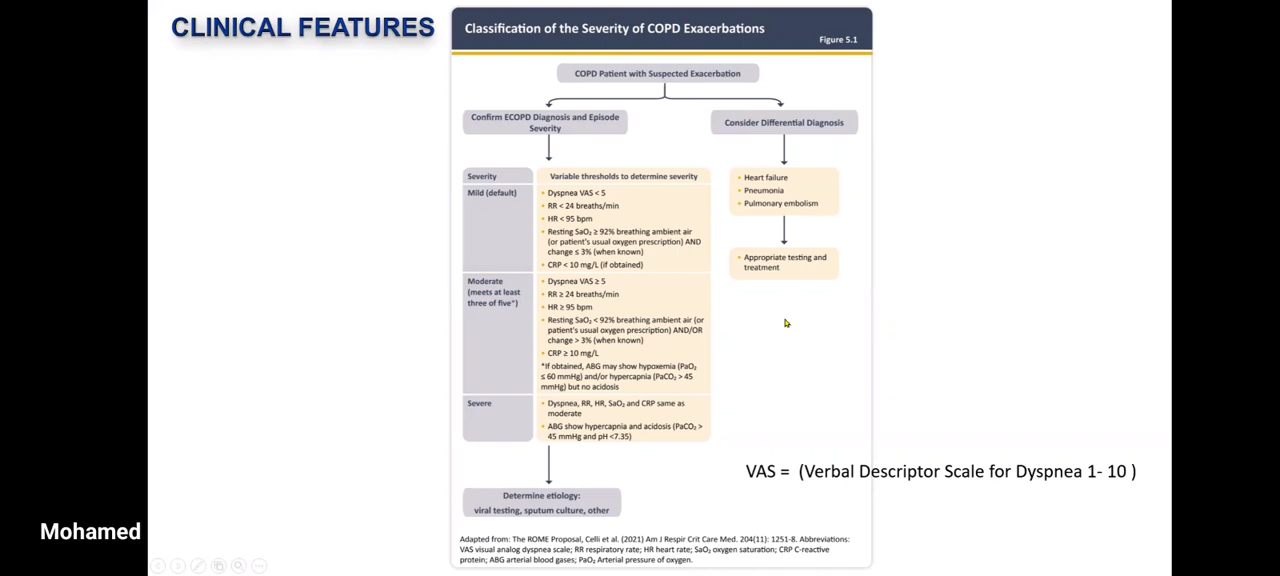 CLINICAL FEATURES
Classification of the Severity of COPD Exacerbations
Figure 5.1
COPD Patient with Suspected Exacerbation
Confirm ECOPD Diagnosis and Episode
Severity
Consider Differential Diagnosis
Severity
Variable thresholds to determine severity
Mild (default)
• Dyspnea VAS < 5
• RR < 24 breaths/min
• HR < 95 bpm
• Resting SaO₂ ≥ 92% breathing ambient air
(or patient's usual oxygen prescription) AND
change ≤ 3% (when known)
• CRP < 10 mg/L (if obtained)
Moderate
(meets at least
three of five*)
• Dyspnea VAS ≥ 5
• RR ≥ 24 breaths/min
• HR ≥ 95 bpm
• Resting SaO₂ < 92% breathing ambient air (or
patient's usual oxygen prescription) AND/OR
change > 3% (when known)
• CRP ≥ 10 mg/L
*If obtained, ABG may show hypoxemia (PaO₂
≤ 60 mmHg) and/or hypercapnia (PaCO₂ > 45
mmHg) but no acidosis
Severe
• Dyspnea, RR, HR, SaO₂ and CRP same as
moderate
• ABG show hypercapnia and acidosis (PaCO₂ >
45 mmHg and pH <7.35)
Determine etiology:
viral testing, sputum culture, other
• Heart failure
• Pneumonia
• Pulmonary embolism
• Appropriate testing and
treatment
VAS = (Verbal Descriptor Scale for Dyspnea 1- 10 )
Adapted from: The ROME Proposal, Celli et al. (2021) Am J Respir Crit Care Med. 204(11): 1251-8. Abbreviations:
VAS visual analog dyspnea scale; RR respiratory rate; HR heart rate; SaO₂ oxygen saturation; CRP C-reactive
protein; ABG arterial blood gases; PaO₂ Arterial pressure of oxygen.
Mohamed